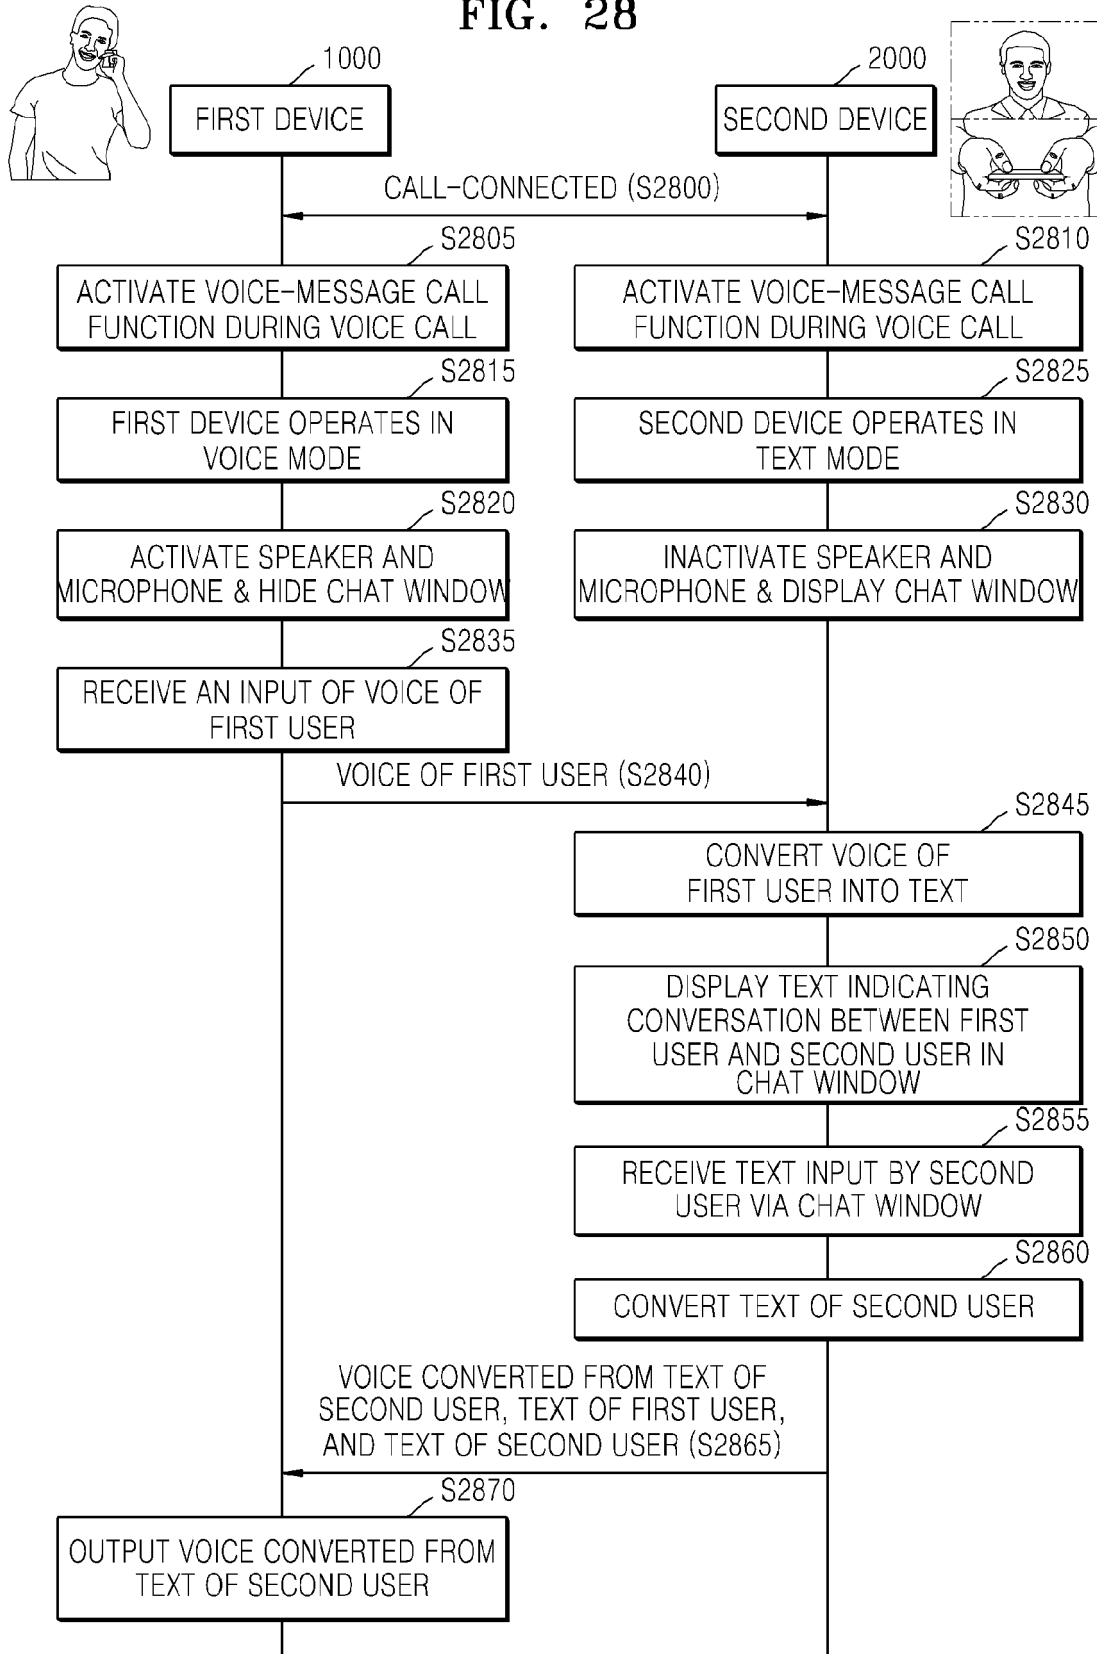 FIG. 28
1000
2000
FIRST DEVICE
SECOND DEVICE
CALL-CONNECTED (S2800)
S2805
S2810
ACTIVATE VOICE-MESSAGE CALL
FUNCTION DURING VOICE CALL
ACTIVATE VOICE-MESSAGE CALL
FUNCTION DURING VOICE CALL
S2815
S2825
FIRST DEVICE OPERATES IN
VOICE MODE
SECOND DEVICE OPERATES IN
TEXT MODE
S2820
S2830
ACTIVATE SPEAKER AND
MICROPHONE & HIDE CHAT WINDOW
INACTIVATE SPEAKER AND
MICROPHONE & DISPLAY CHAT WINDOW
S2835
RECEIVE AN INPUT OF VOICE OF
FIRST USER
VOICE OF FIRST USER (S2840)
S2845
CONVERT VOICE OF
FIRST USER INTO TEXT
S2850
DISPLAY TEXT INDICATING
CONVERSATION BETWEEN FIRST
USER AND SECOND USER IN
CHAT WINDOW
S2855
RECEIVE TEXT INPUT BY SECOND
USER VIA CHAT WINDOW
S2860
CONVERT TEXT OF SECOND USER
VOICE CONVERTED FROM TEXT OF
SECOND USER, TEXT OF FIRST USER,
AND TEXT OF SECOND USER (S2865)
S2870
OUTPUT VOICE CONVERTED FROM
TEXT OF SECOND USER